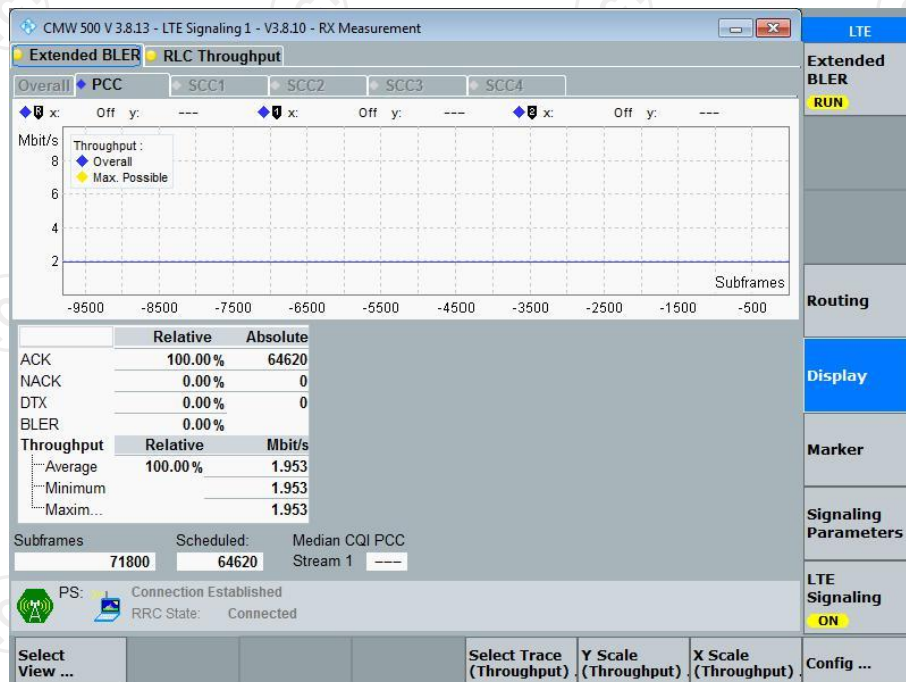 CMW 500 V 3.8.13 - LTE Signaling 1 - V3.8.10 - RX Measurement
LTE
Extended BLER RLC Throughput
Extended BLER
RUN
Overall PCC SCC1 SCC2 SCC3 SCC4
R x: Off y: --- 1 x: Off y: --- 2 x: Off y: ---
Mbit/s
Throughput :
Overall
Max. Possible
8
6
4
2
Subframes
-9500 -8500 -7500 -6500 -5500 -4500 -3500 -2500 -1500 -500
Routing
Display
Marker
Signaling Parameters
LTE Signaling
ON
Relative Absolute
ACK 100.00 % 64620
NACK 0.00 % 0
DTX 0.00 % 0
BLER 0.00 %
Throughput Relative Mbit/s
Average 100.00 % 1.953
Minimum 1.953
Maxim... 1.953
Subframes Scheduled: Median CQI PCC
71800 64620 Stream 1 ---
PS: Connection Established
RRC State: Connected
Select View ...
Select Trace (Throughput) .
Y Scale (Throughput) .
X Scale (Throughput) .
Config ...